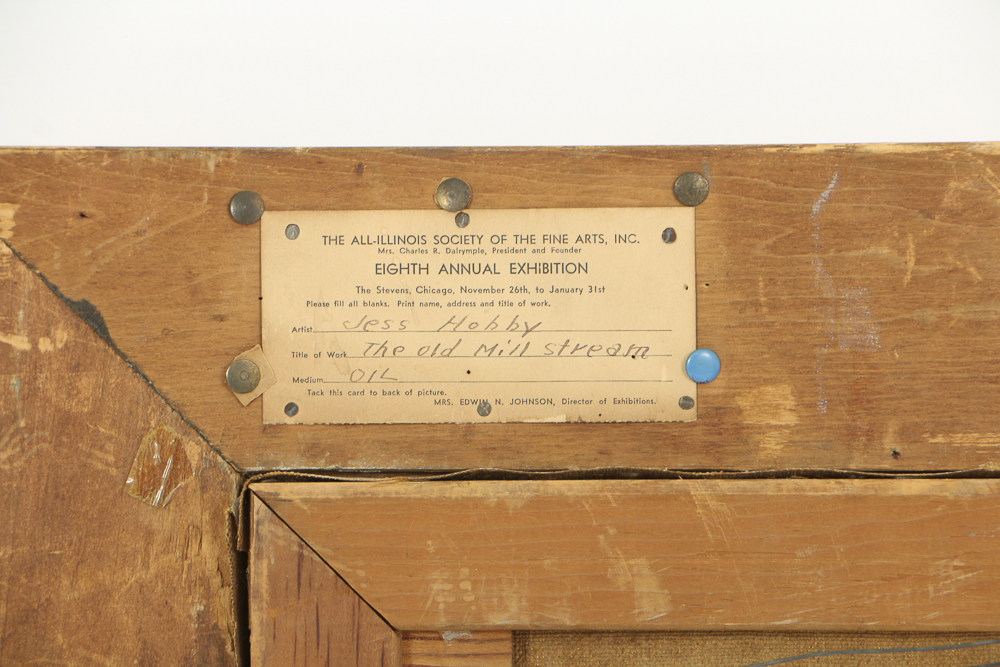 THE ALL-ILLINOIS SOCIETY OF THE FINE ARTS, INC.
Mrs. Charles R. Dalrymple, President and Founder
EIGHTH ANNUAL EXHIBITION
The Stevens, Chicago, November 26th, to January 31st
Please fill all blanks. Print name, address and title of work.
Artist Jess Hobby
Title of Work The old Mill stream
Medium OIL
Tack this card to back of picture.
MRS. EDWIN N. JOHNSON, Director of Exhibitions.